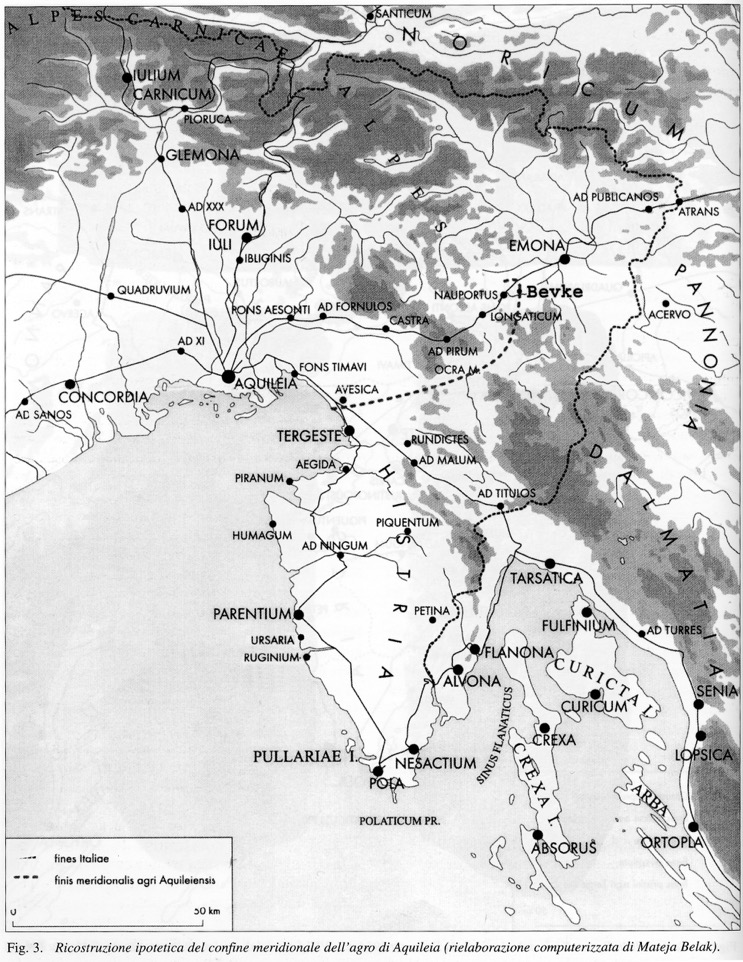 ALPES CARNICAE
SANTICUM
NORICUM
IULIUM
CARNICUM
PLORUCA
ALPES
GLEMONA
AD XXX
FORUM
IULI
IBLIGINIS
AD PUBLICANOS
ATRANS
EMONA
PANNONIA
QUADRUVIUM
NAUPORTUS
Bevke
PONS AESONTI
AD FORNULOS
CASTRA
LONGATICUM
ACERVO
AD PIRUM
OCRA M.
AD XI
FONS TIMAVI
AQUILEIA
AVESICA
CONCORDIA
AD SANOS
TERGESTE
RUNDICTES
AD MALUM
AEGIDA
PIRANUM
HISTRIA
DALMATIA
AD TITULOS
HUMAGUM
PIQUENTUM
AD NINGUM
TARSATICA
PARENTIUM
PETINA
FULFINIUM
AD TURRES
URSARIA
RUGINIUM
FLANONA
ALVONA
CURICTA I.
CURICUM
SENIA
SINUS FLANATICUS
CREXA
LOPSICA
PULLARIAE I.
NESACTIUM
POLA
CREXA I.
ARBA
POLATICUM PR.
ABSORUS
ORTOPLA
fines Italiae
finis meridionalis agri Aquileiensis
0 50 km
Fig. 3. Ricostruzione ipotetica del confine meridionale dell'agro di Aquileia (rielaborazione computerizzata di Mateja Belak).